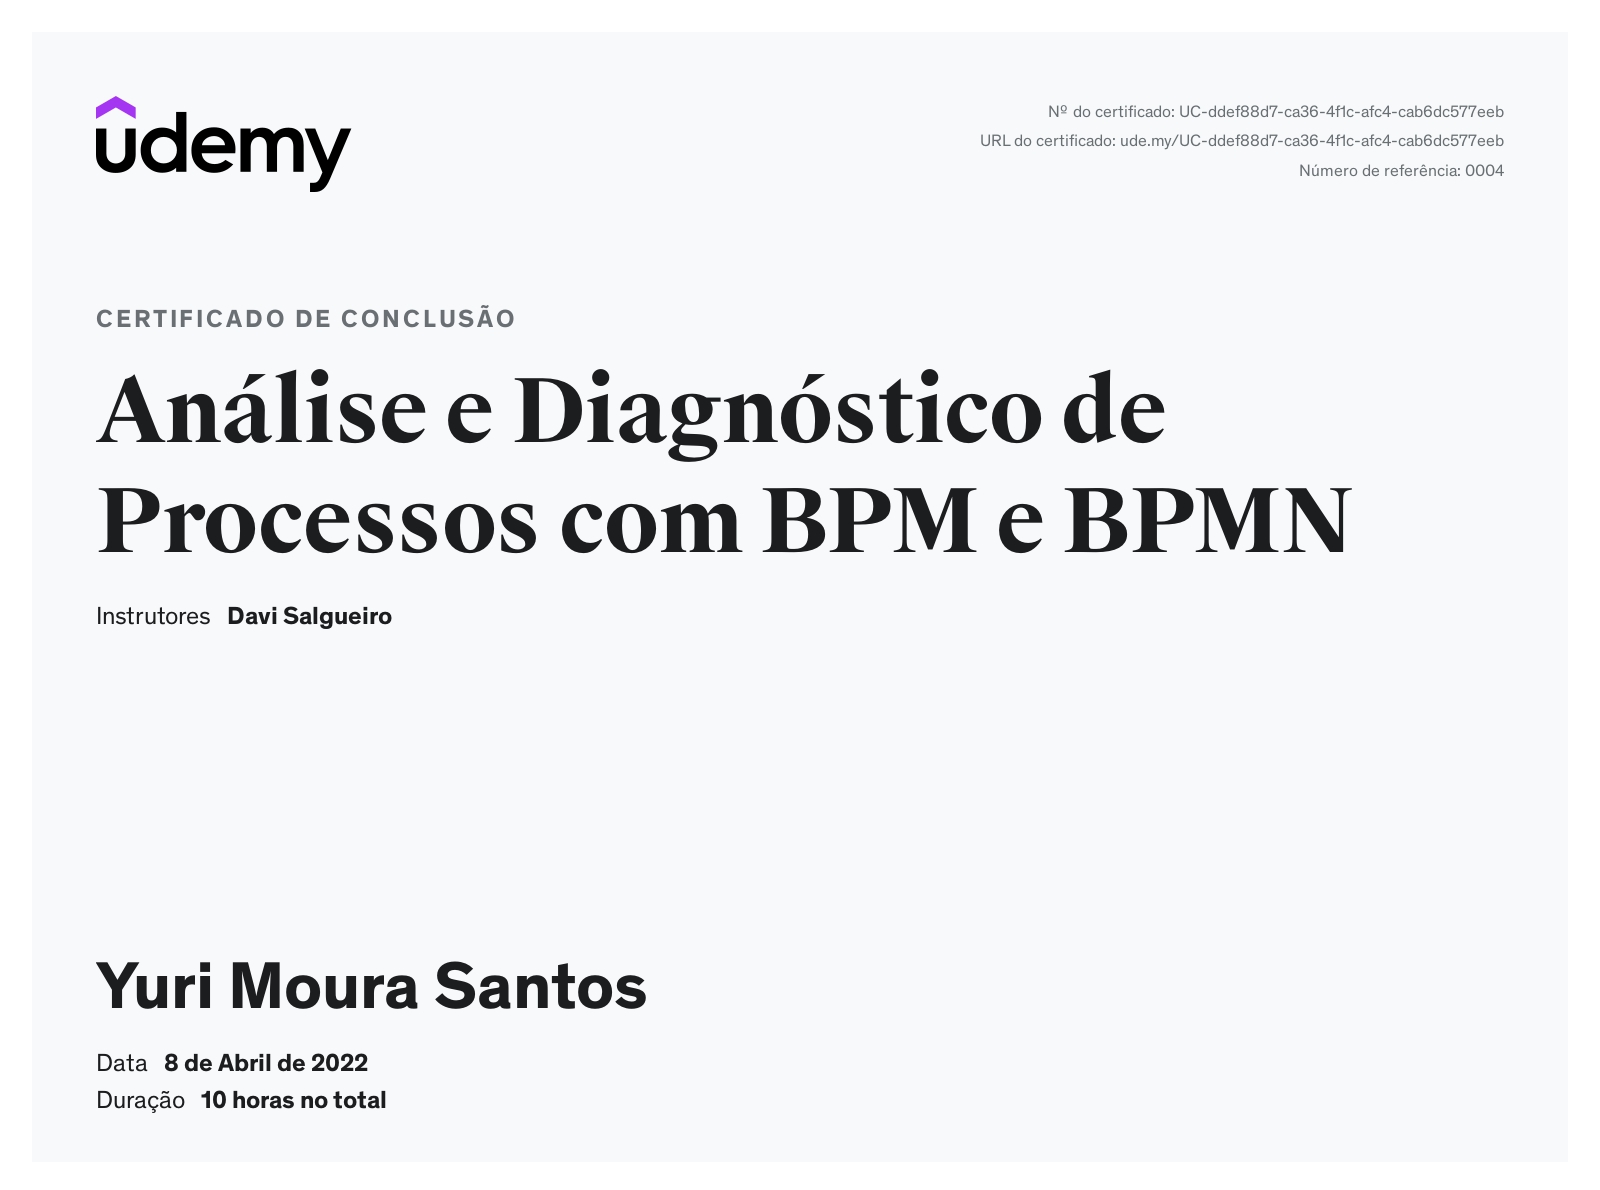 udemy
Nº do certificado: UC-ddef88d7-ca36-4f1c-afc4-cab6dc577eeb
URL do certificado: ude.my/UC-ddef88d7-ca36-4f1c-afc4-cab6dc577eeb
Número de referência: 0004
CERTIFICADO DE CONCLUSÃO
Análise e Diagnóstico de
Processos com BPM e BPMN
Instrutores Davi Salgueiro
Yuri Moura Santos
Data 8 de Abril de 2022
Duração 10 horas no total